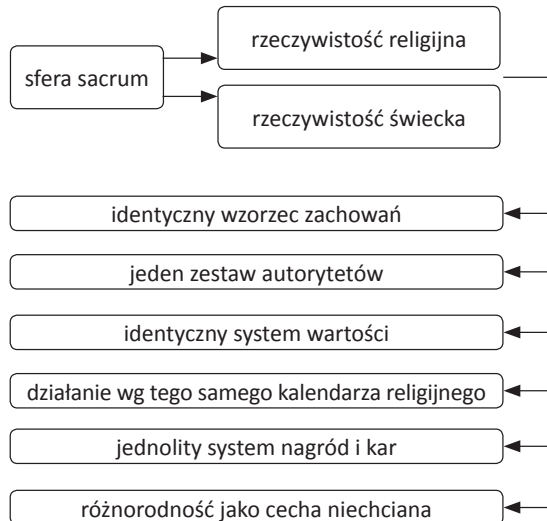 rzeczywistość religijna
sfera sacrum
rzeczywistość świecka
identyczny wzorzec zachowań
jeden zestaw autorytetów
identyczny system wartości
działanie wg tego samego kalendarza religijnego
jednolity system nagród i kar
różnorodność jako cecha niechciana